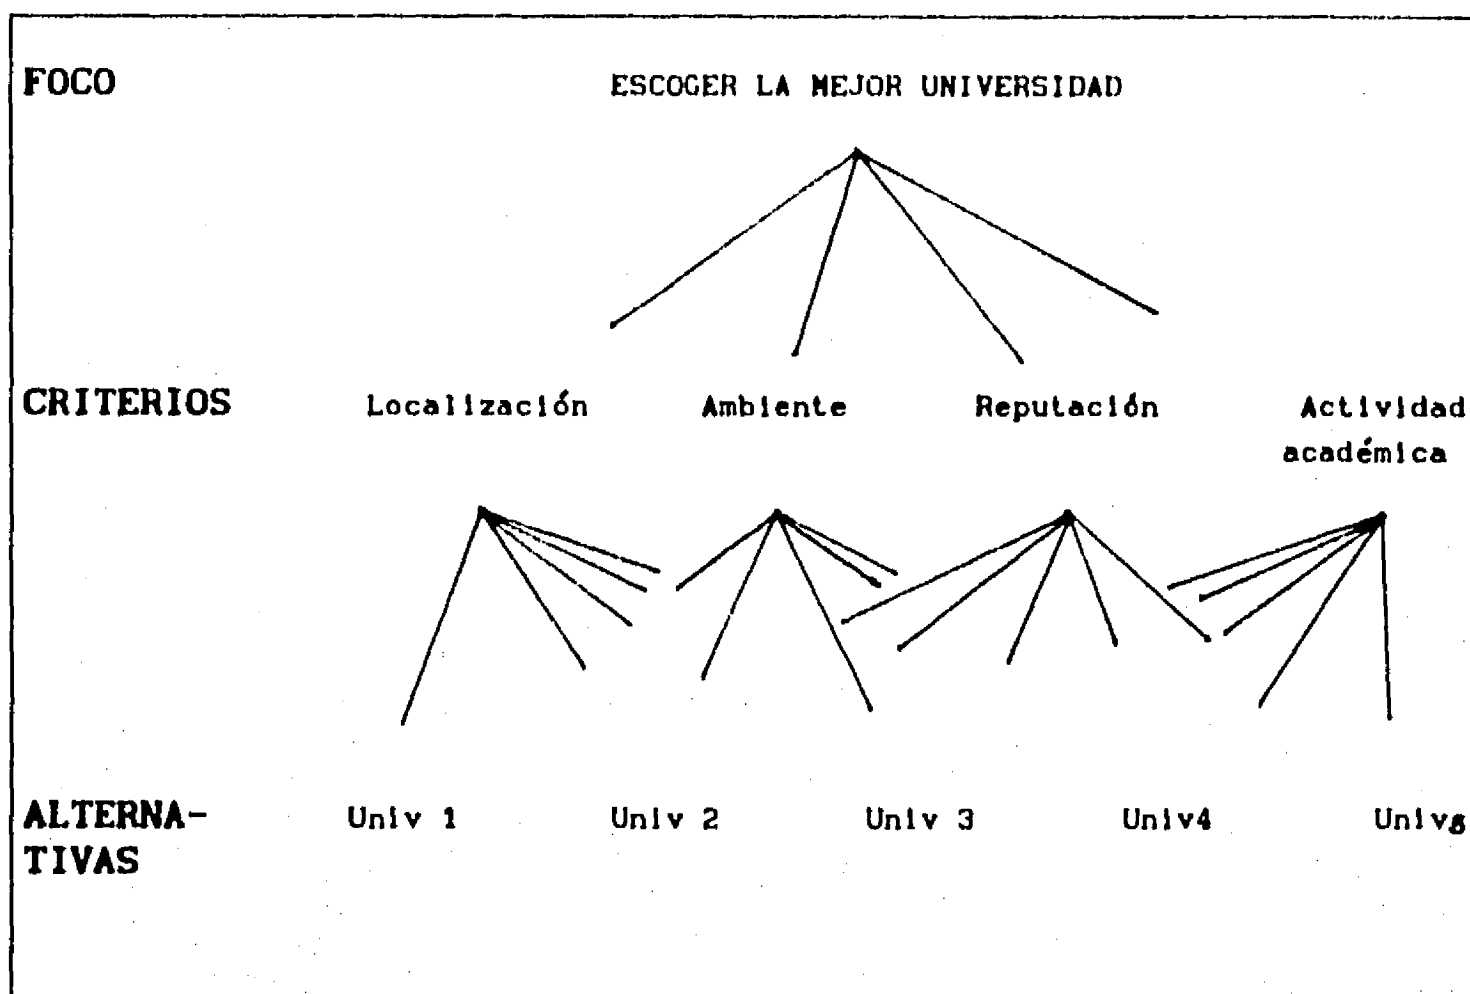 FOCO ESCOGER LA MEJOR UNIVERSIDAD
CRITERIOS Localización Ambiente Reputación Actividad
académica
ALTERNA- Univ 1 Univ 2 Univ 3 Univ4 Univ5
TIVAS